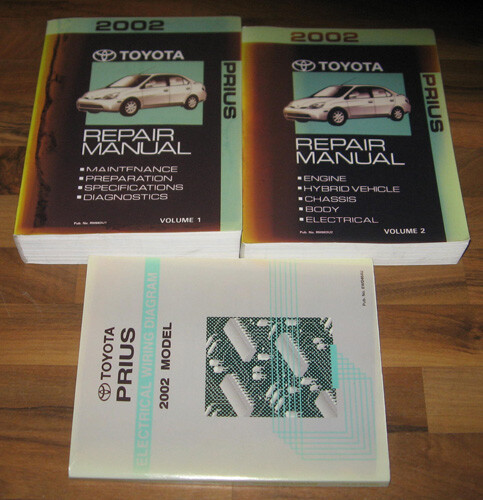 2002
TOYOTA
PRIUS
REPAIR
MANUAL
MAINTENANCE
PREPARATION
SPECIFICATIONS
DIAGNOSTICS
VOLUME 1
2002
TOYOTA
PRIUS
REPAIR
MANUAL
ENGINE
HYBRID VEHICLE
CHASSIS
BODY
ELECTRICAL
VOLUME 2
ELECTRICAL WIRING DIAGRAM
TOYOTA
PRIUS
2002 MODEL